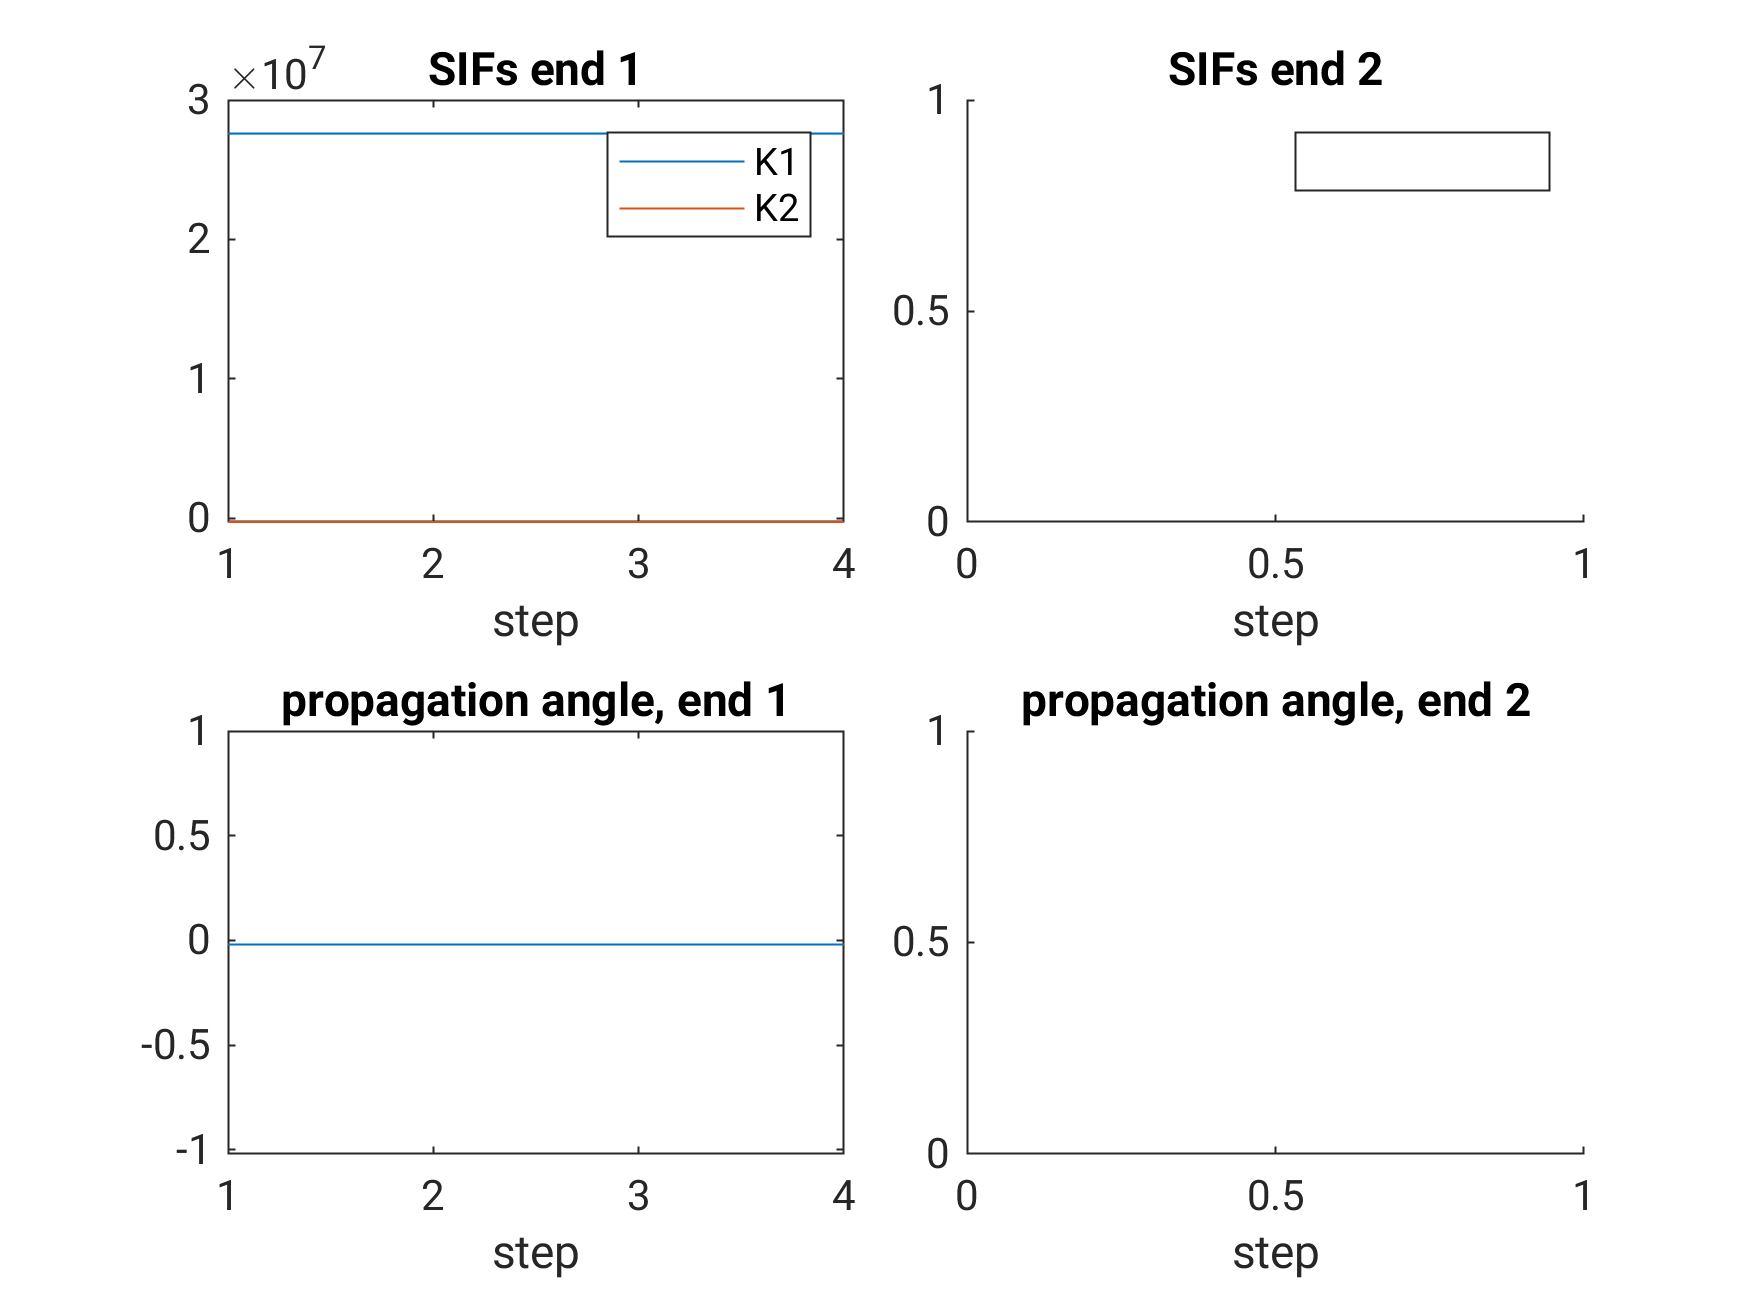 ×10^7
SIFs end 1
3
2
1
0
1 2 3 4
step
K1
K2
SIFs end 2
1
0.5
0
0 0.5 1
step
propagation angle, end 1
1
0.5
0
-0.5
-1
1 2 3 4
step
propagation angle, end 2
1
0.5
0
0 0.5 1
step